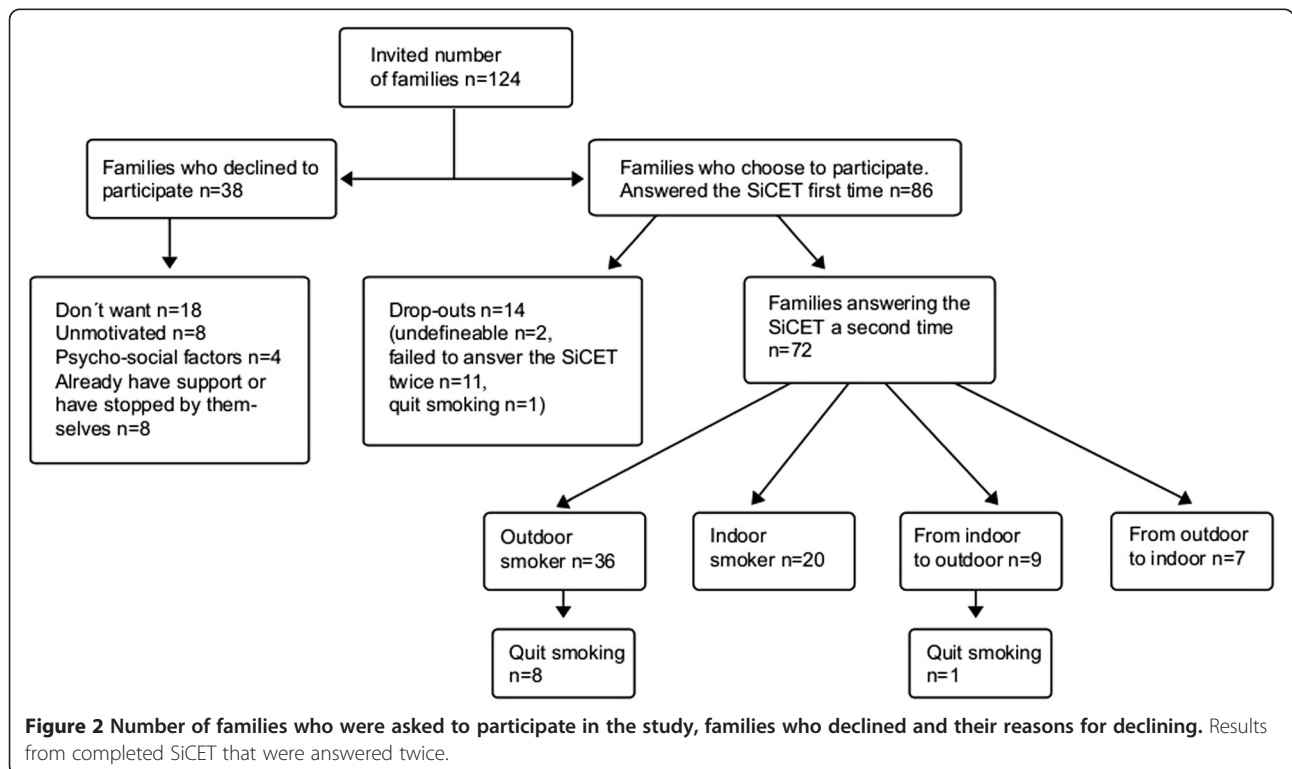 Invited number
of families n=124
Families who declined to
participate n=38
Families who choose to participate.
Answered the SiCET first time n=86
Don´t want n=18
Unmotivated n=8
Psycho-social factors n=4
Already have support or
have stopped by them-
selves n=8
Drop-outs n=14
(undefineable n=2,
failed to ansver the SiCET
twice n=11,
quit smoking n=1)
Families answering the
SiCET a second time
n=72
Outdoor
smoker n=36
Indoor
smoker n=20
From indoor
to outdoor n=9
From outdoor
to indoor n=7
Quit smoking
n=8
Quit smoking
n=1
Figure 2 Number of families who were asked to participate in the study, families who declined and their reasons for declining. Results
from completed SiCET that were answered twice.